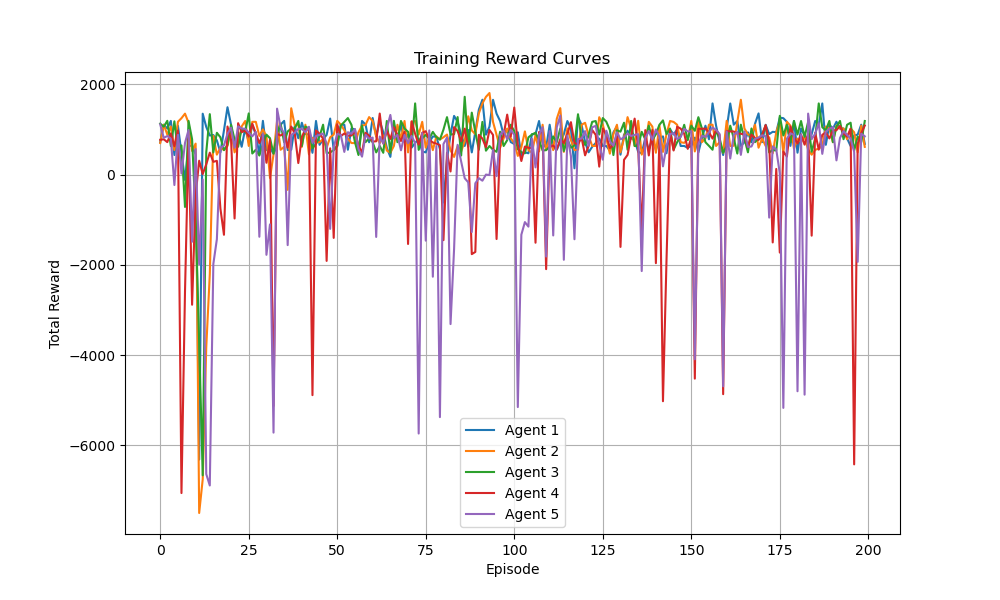 Training Reward Curves
Total Reward
2000
0
−2000
−4000
−6000
Agent 1
Agent 2
Agent 3
Agent 4
Agent 5
0 25 50 75 100 125 150 175 200
Episode